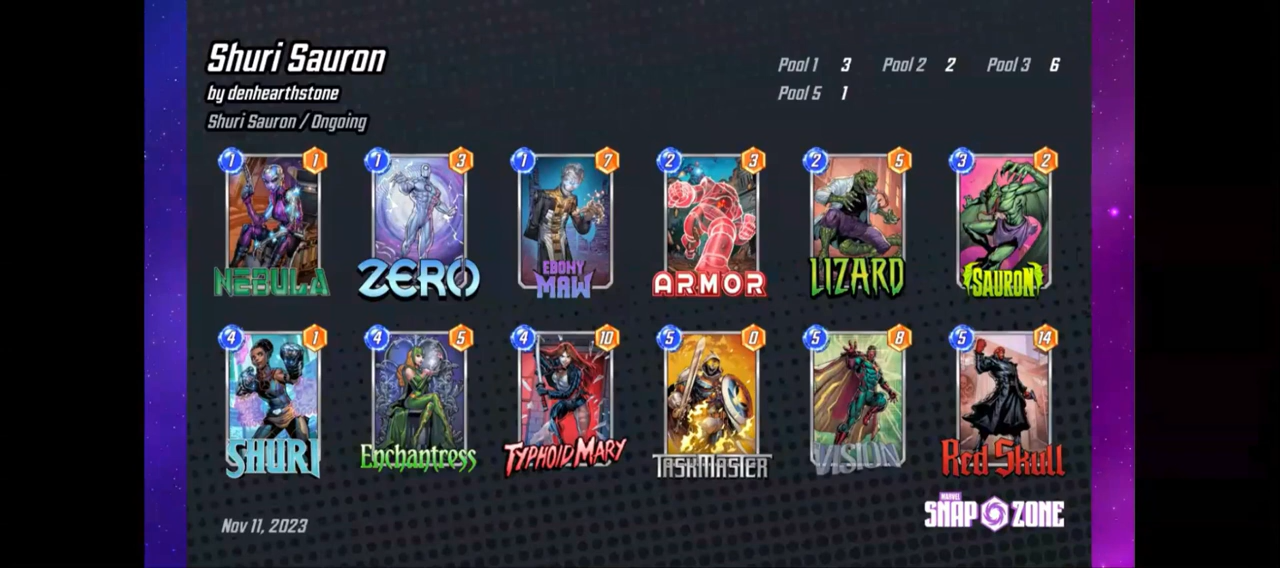 Shuri Sauron
by denhearthstone
Shuri Sauron / Ongoing
Pool 1 3 Pool 2 2 Pool 3 6
Pool 5 1
1 1 1 3 1 7 2 3 2 5 3 2
NEBULA ZERO EBONY MAW ARMOR LIZARD SAURON
4 1 4 5 4 10 5 0 5 8 5 14
SHURI Enchantress TYPHOID MARY TASKMASTER VISION Red Skull
Nov 11, 2023
MARVEL
SNAP ZONE